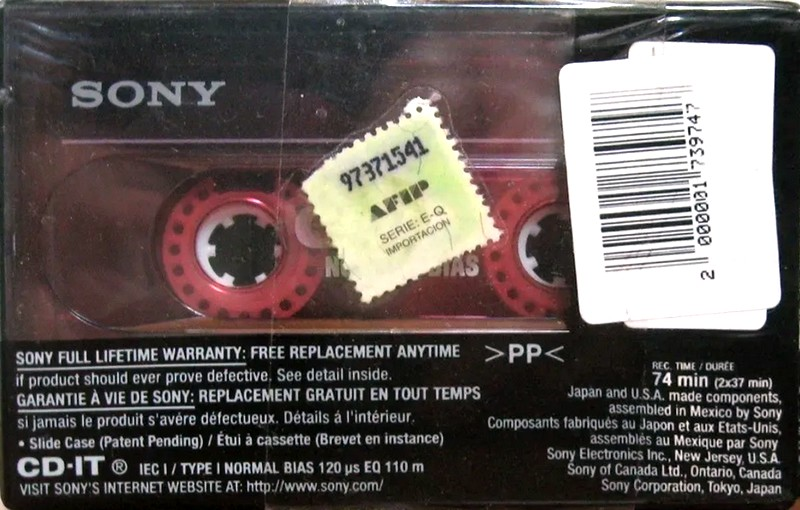 SONY
97371541
AFIP
SERIE: E-Q
IMPORTACION
BIAS
2 000001 739747
SONY FULL LIFETIME WARRANTY: FREE REPLACEMENT ANYTIME
if product should ever prove defective. See detail inside.
GARANTIE À VIE DE SONY: REMPLACEMENT GRATUIT EN TOUT TEMPS
si jamais le produit s'avére défectueux. Détails á l'intérieur.
• Slide Case (Patent Pending) / Étui à cassette (Brevet en instance)
CD·IT ® IEC I / TYPE I NORMAL BIAS 120 µs EQ 110 m
VISIT SONY'S INTERNET WEBSITE AT: http://www.sony.com/
>PP<
REC. TIME / DURÉE
74 min (2x37 min)
Japan and U.S.A. made components,
assembled in Mexico by Sony
Composants fabriqués au Japon et aux Etats-Unis,
assemblés au Mexique par Sony
Sony Electronics Inc., New Jersey, U.S.A.
Sony of Canada Ltd., Ontario, Canada
Sony Corporation, Tokyo, Japan